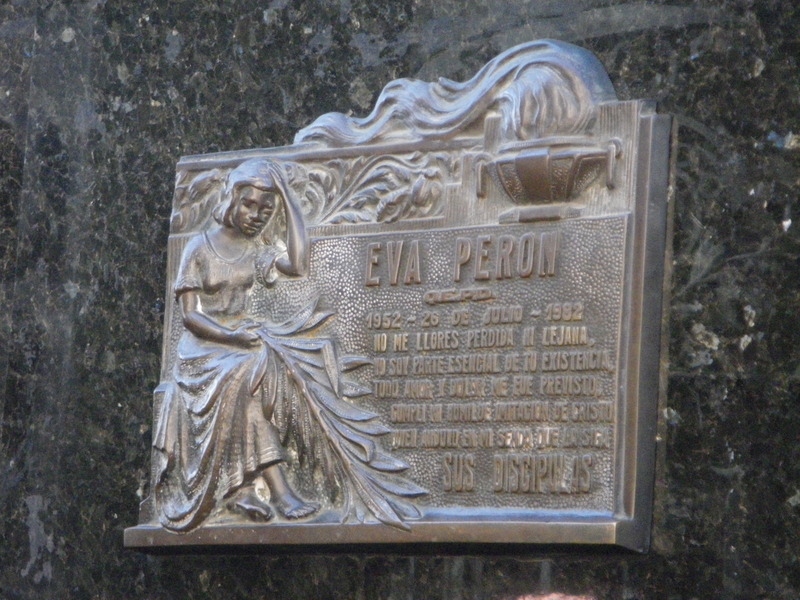 EVA PERON
Q.E.P.D.
1952 - 26 DE JULIO - 1982
NO ME LLORES PERDIDA NI LEJANA,
YO SOY PARTE ESENCIAL DE TU EXISTENCIA,
TODO AMOR Y DOLOR ME FUE PREVISTO,
CUMPLI MI HUMILDE IMITACION DE CRISTO
QUIEN ANDUVO EN MI SENDA QUE LA SIGA.
SUS DISCIPULAS